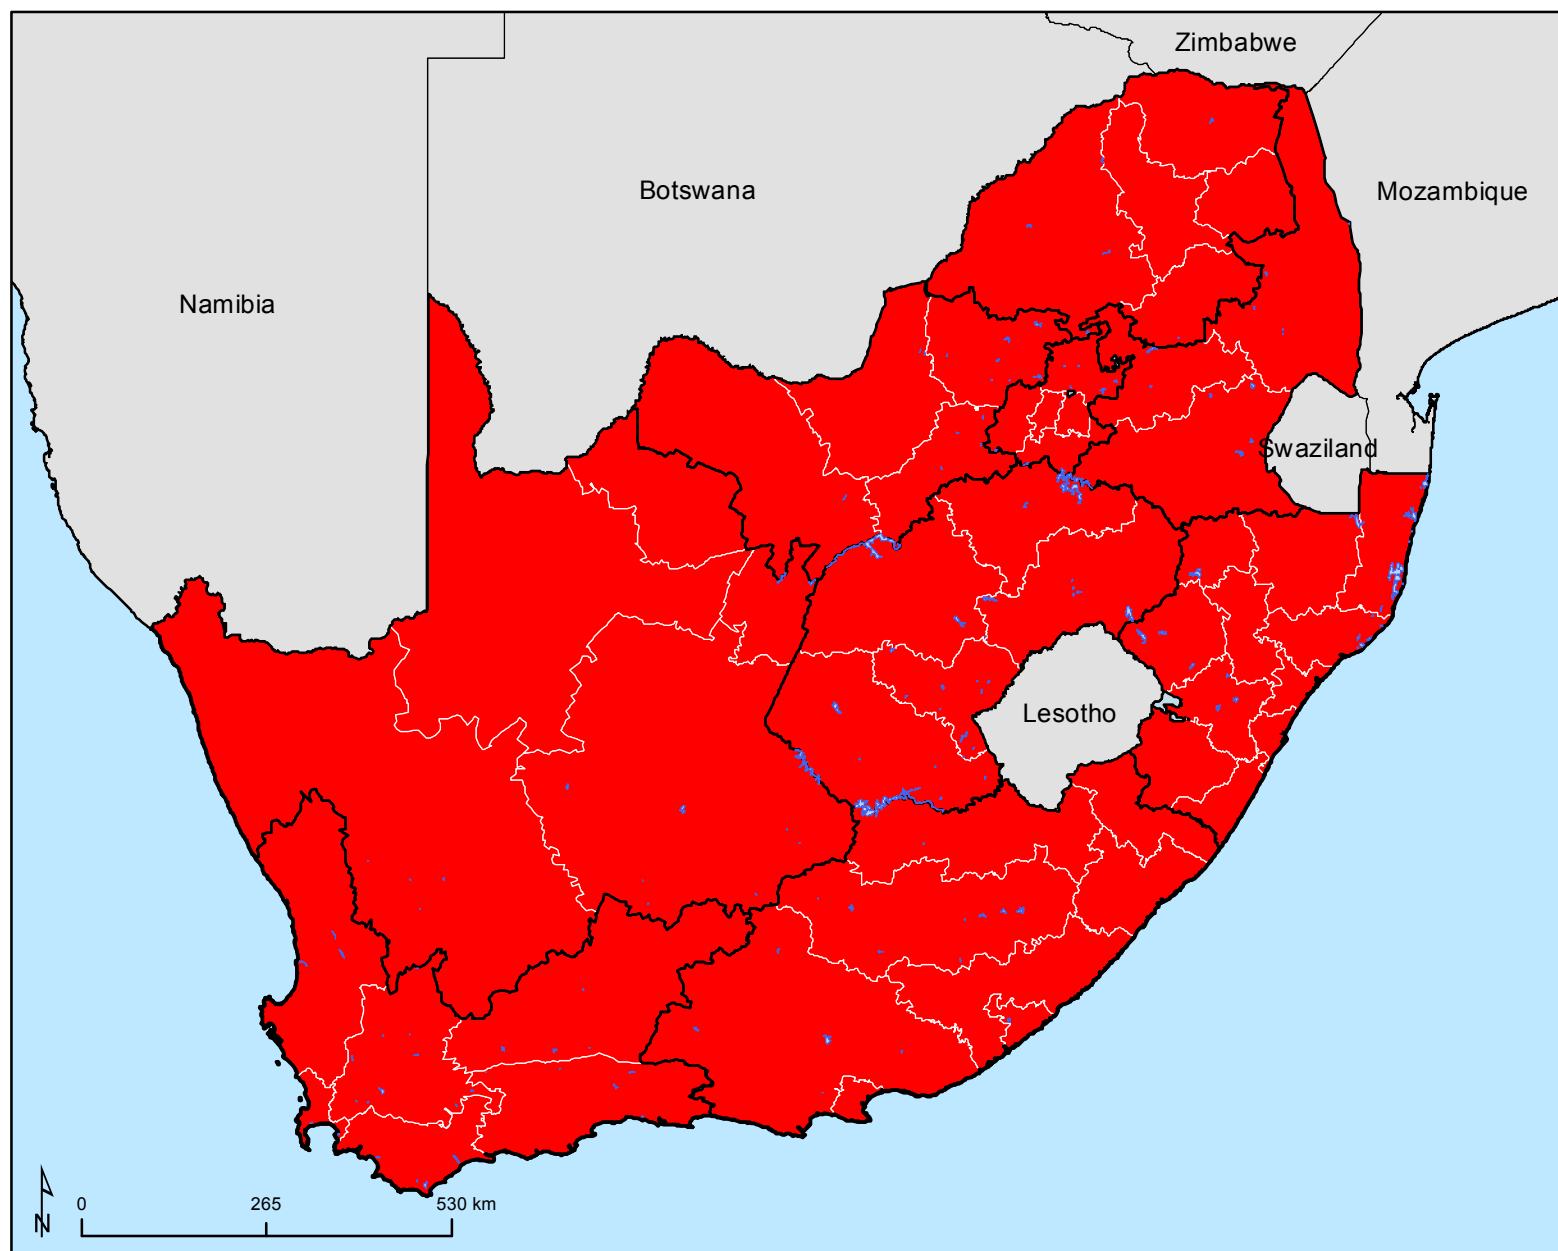 Zimbabwe
Botswana
Mozambique
Namibia
Swaziland
Lesotho
N
0 265 530 km